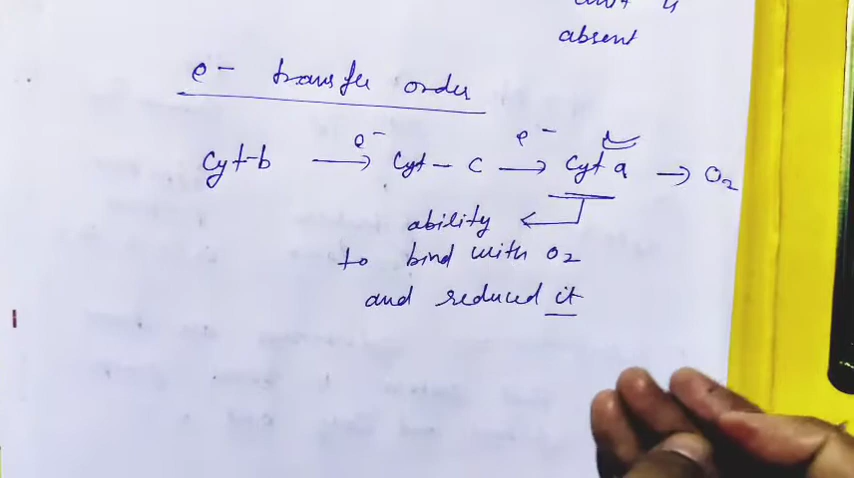 absent
e- transfer order
e- e-
Cyt-b → Cyt - C → Cyt a → O2
ability
to bind with O2
and reduced it